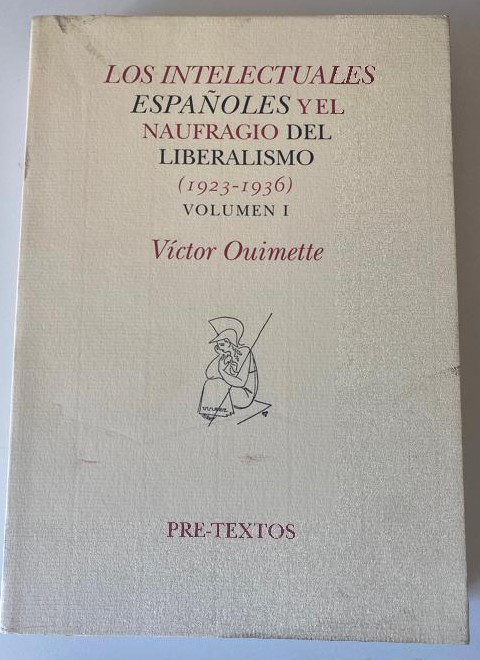 LOS INTELECTUALES
ESPAÑOLES Y EL
NAUFRAGIO DEL
LIBERALISMO
(1923-1936)
VOLUMEN I
Víctor Ouimette
PRE-TEXTOS